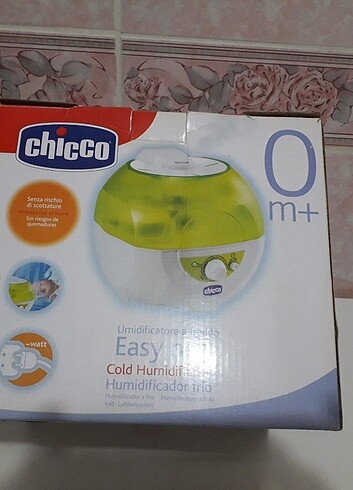 chicco
0
m+
Senza rischio
di scottature
Sin riesgos de
quemaduras
-watt
chicco
Umidificatore a freddo
Easy
Cold Humidifier
Humidificador frío